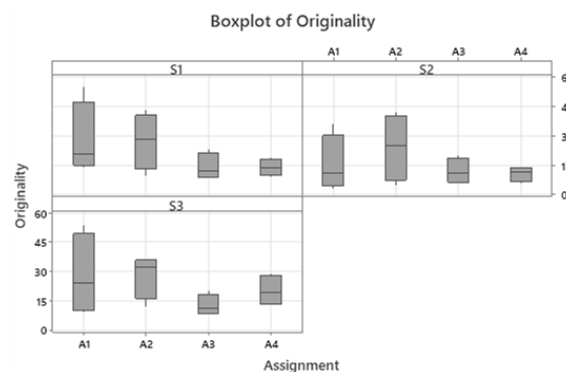 Boxplot of Originality
A1 A2 A3 A4
S1 S2
6
4
3
1
0
S3
60
45
30
15
0
Originality
A1 A2 A3 A4
Assignment